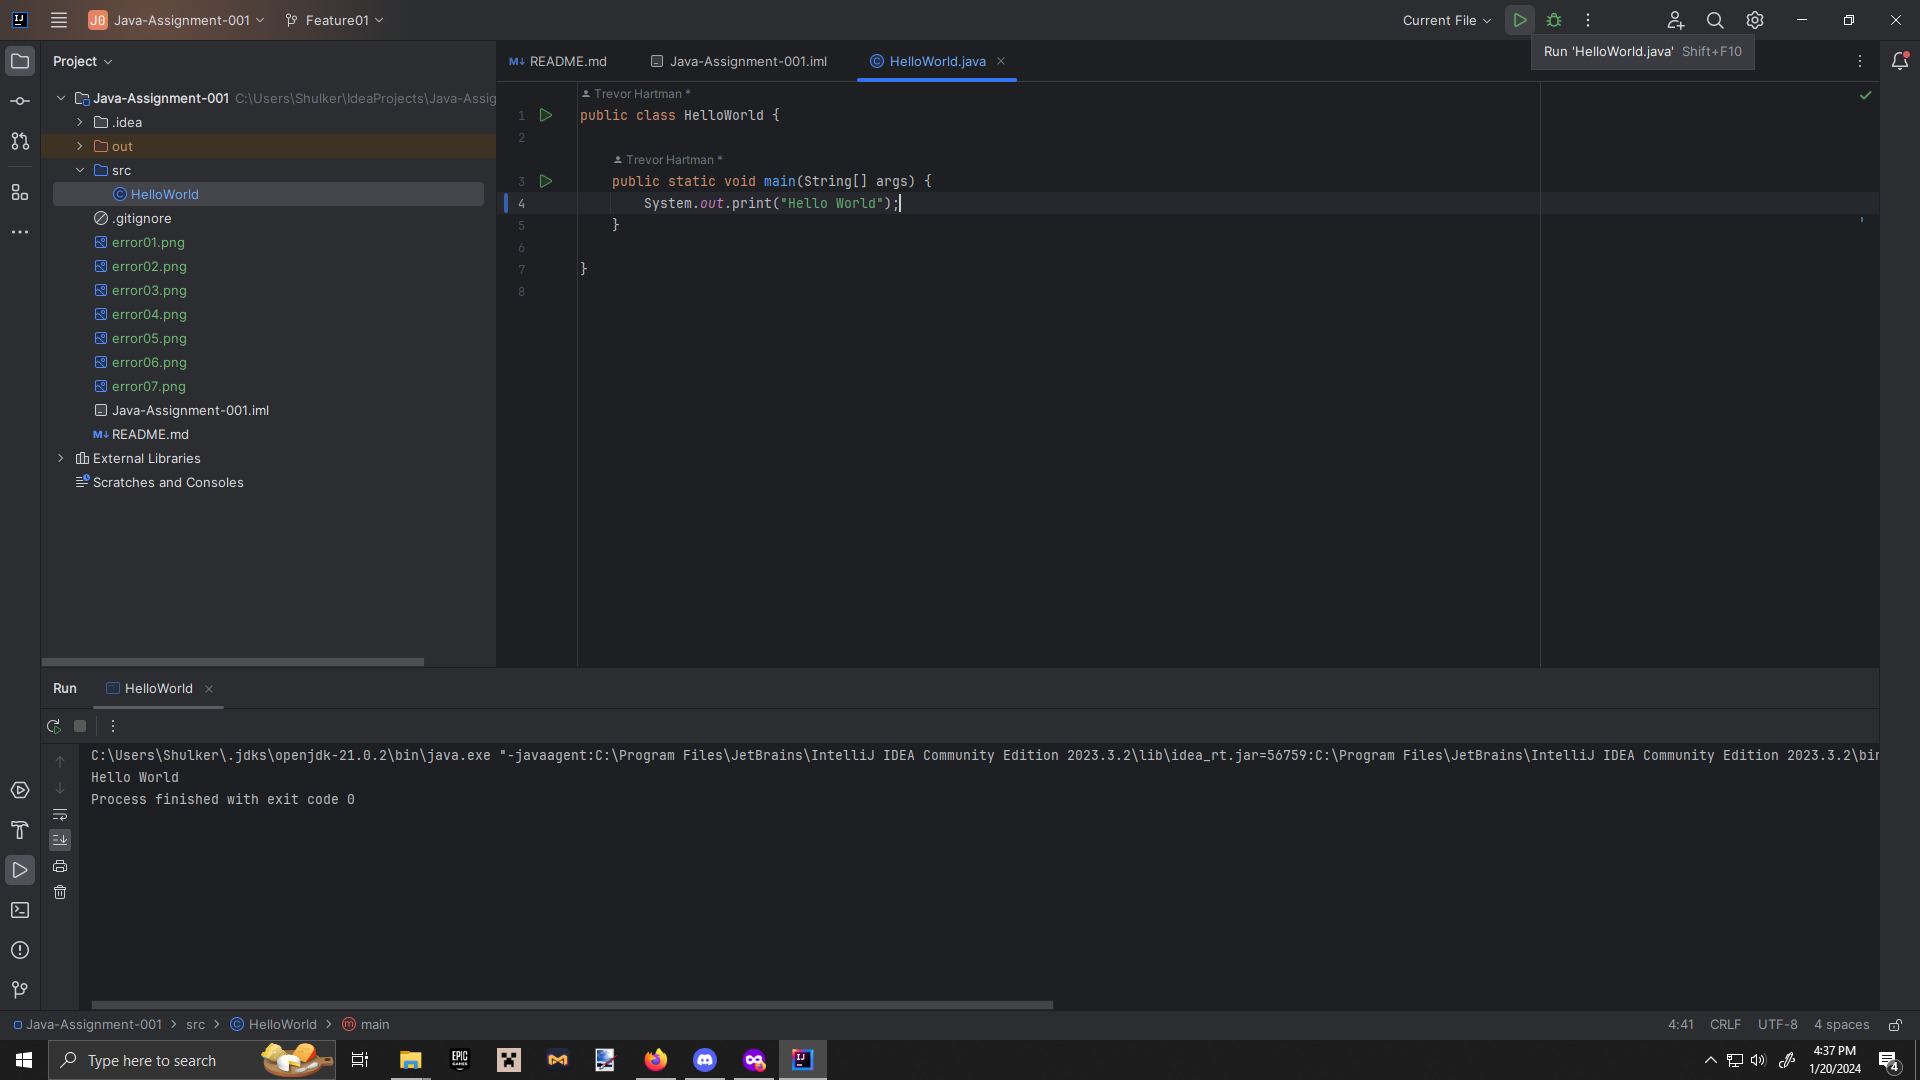 IJ
J0 Java-Assignment-001
Feature01
Current File
Run 'HelloWorld.java' Shift+F10
Project
M↓ README.md
Java-Assignment-001.iml
HelloWorld.java
Java-Assignment-001 C:\Users\Shulker\IdeaProjects\Java-Assig
.idea
out
src
HelloWorld
.gitignore
error01.png
error02.png
error03.png
error04.png
error05.png
error06.png
error07.png
Java-Assignment-001.iml
M↓ README.md
External Libraries
Scratches and Consoles
Trevor Hartman *
1 public class HelloWorld {
2
Trevor Hartman *
3 public static void main(String[] args) {
4 System.out.print("Hello World");
5 }
6
7 }
8
Run
HelloWorld
C:\Users\Shulker\.jdks\openjdk-21.0.2\bin\java.exe "-javaagent:C:\Program Files\JetBrains\IntelliJ IDEA Community Edition 2023.3.2\lib\idea_rt.jar=56759:C:\Program Files\JetBrains\IntelliJ IDEA Community Edition 2023.3.2\bin
Hello World
Process finished with exit code 0
Java-Assignment-001 > src > HelloWorld > main
4:41 CRLF UTF-8 4 spaces
Type here to search
EPIC GAMES
IJ
4:37 PM
1/20/2024
4